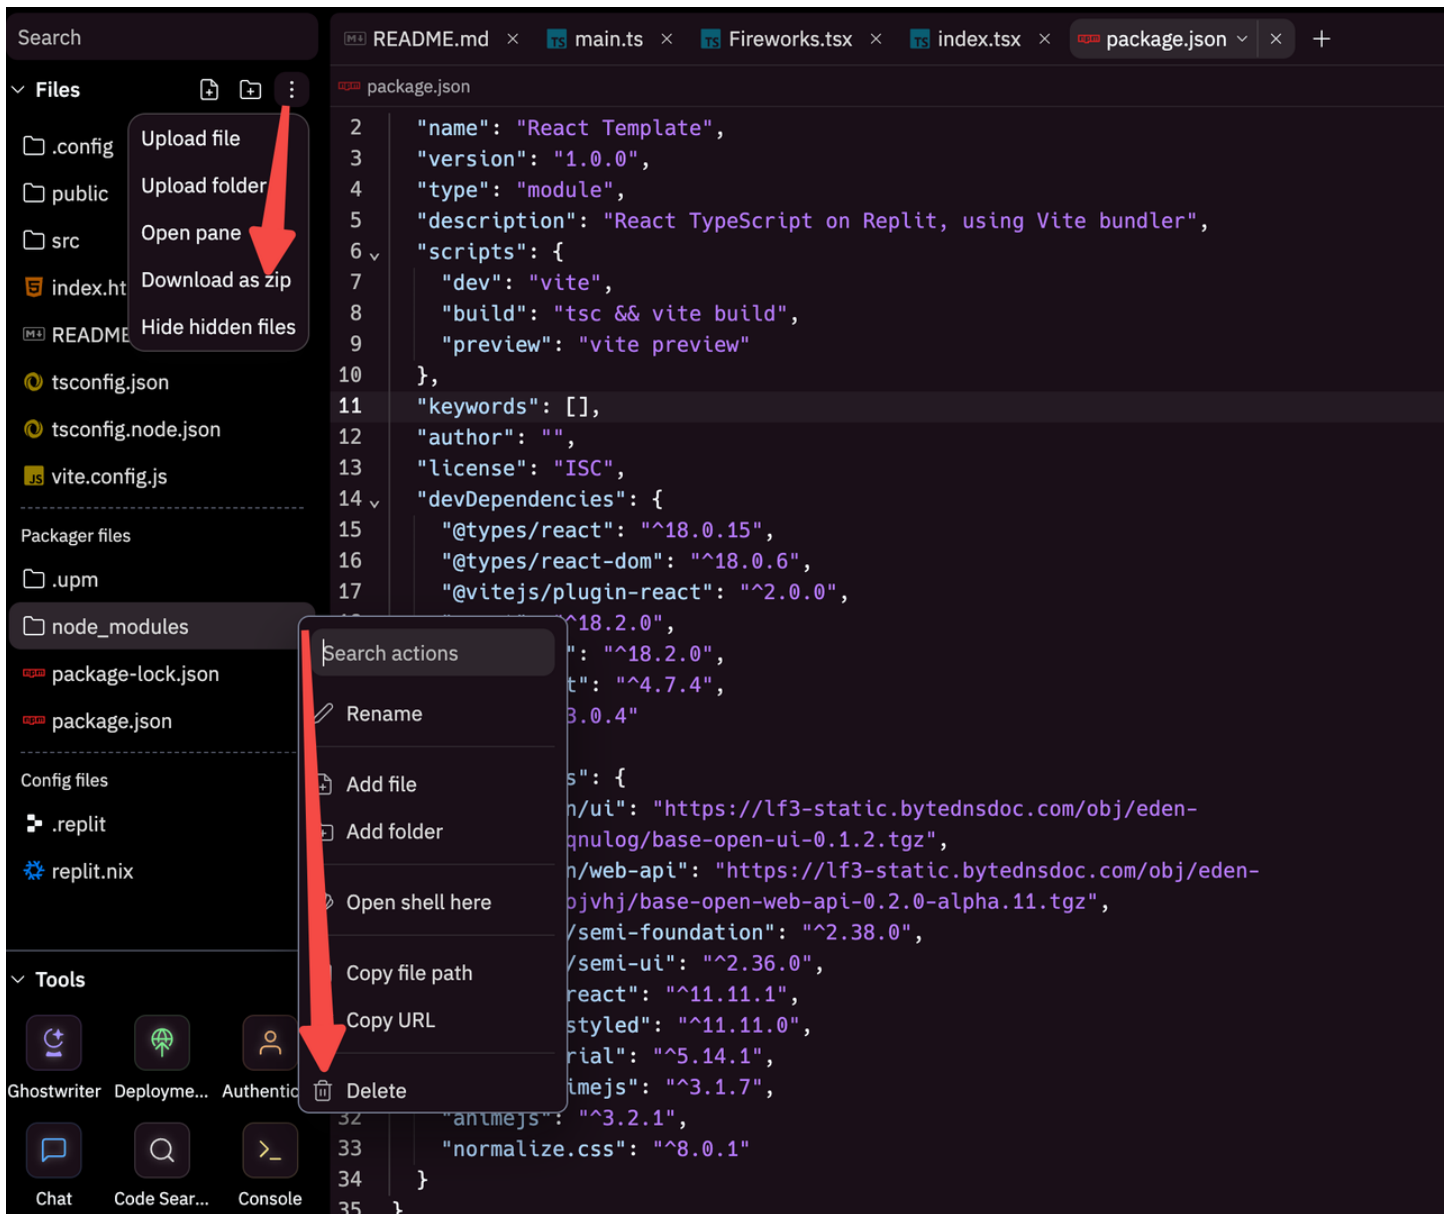 Search
README.md
main.ts
Fireworks.tsx
index.tsx
package.json
Files
package.json
Upload file
Upload folder
Open pane
Download as zip
Hide hidden files
.config
public
src
index.ht
README
tsconfig.json
tsconfig.node.json
vite.config.js
Packager files
.upm
node_modules
package-lock.json
package.json
Config files
.replit
replit.nix
Tools
Ghostwriter
Deployme...
Authentic
Chat
Code Sear...
Console
Search actions
Rename
Add file
Add folder
Open shell here
Copy file path
Copy URL
Delete
2 "name": "React Template",
3 "version": "1.0.0",
4 "type": "module",
5 "description": "React TypeScript on Replit, using Vite bundler",
6 "scripts": {
7 "dev": "vite",
8 "build": "tsc && vite build",
9 "preview": "vite preview"
10 },
11 "keywords": [],
12 "author": "",
13 "license": "ISC",
14 "devDependencies": {
15 "@types/react": "^18.0.15",
16 "@types/react-dom": "^18.0.6",
17 "@vitejs/plugin-react": "^2.0.0",
^18.2.0",
": "^18.2.0",
t": "^4.7.4",
3.0.4"
s": {
n/ui": "https://lf3-static.bytednsdoc.com/obj/eden-
qnulog/base-open-ui-0.1.2.tgz",
n/web-api": "https://lf3-static.bytednsdoc.com/obj/eden-
ojvhj/base-open-web-api-0.2.0-alpha.11.tgz",
/semi-foundation": "^2.38.0",
/semi-ui": "^2.36.0",
react": "^11.11.1",
styled": "^11.11.0",
rial": "^5.14.1",
imejs": "^3.1.7",
32 "animejs": "^3.2.1",
33 "normalize.css": "^8.0.1"
34 }
35 }